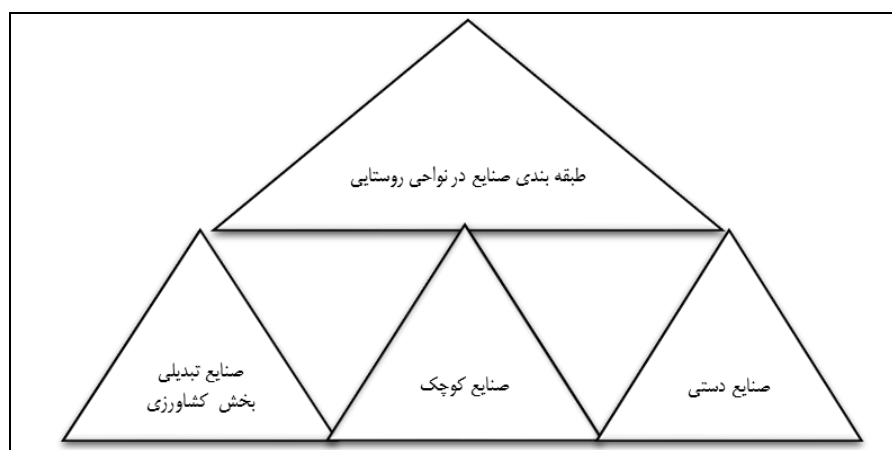 طبقه بندی صنایع در نواحی روستایی
صنایع دستی
صنایع کوچک
صنایع تبدیلی
بخش کشاورزی